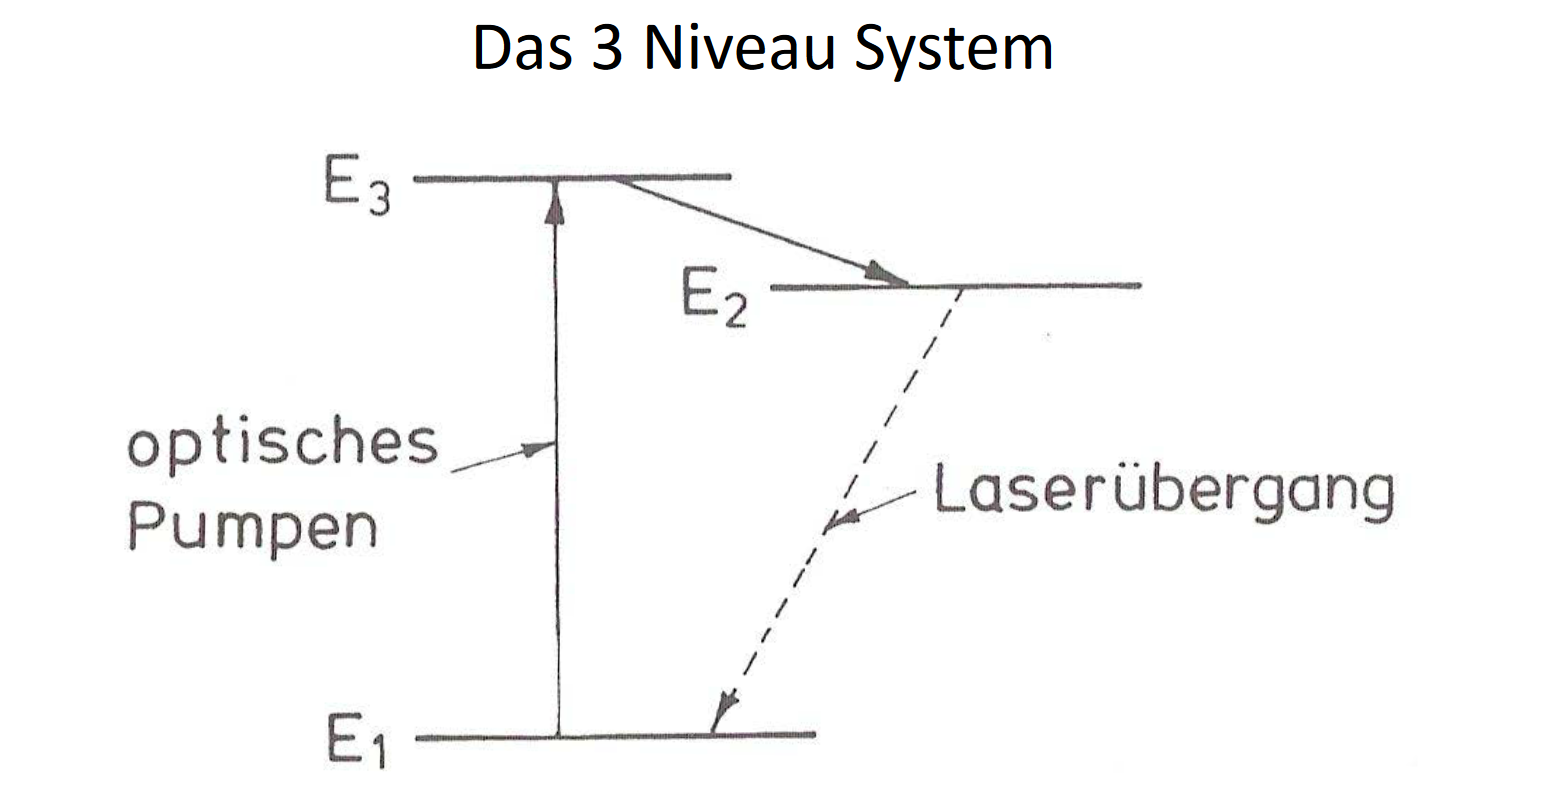 Das 3 Niveau System
E₃
E₂
optisches
Pumpen
Laserübergang
E₁